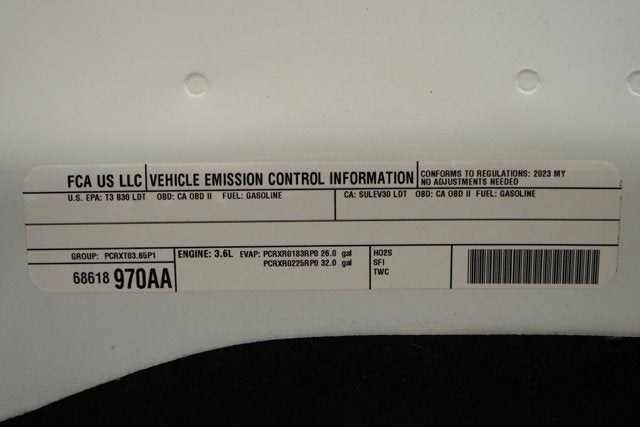 FCA US LLC VEHICLE EMISSION CONTROL INFORMATION
CONFORMS TO REGULATIONS: 2023 MY
NO ADJUSTMENTS NEEDED
U.S. EPA: T3 B30 LDT OBD: CA OBD II FUEL: GASOLINE
CA: SULEV30 LDT OBD: CA OBD II FUEL: GASOLINE
GROUP: PCRXT03.65P1
68618 970AA
ENGINE: 3.6L EVAP: PCRXR0183RP0 26.0 gal
PCRXR0225RP0 32.0 gal
HO2S
SFI
TWC